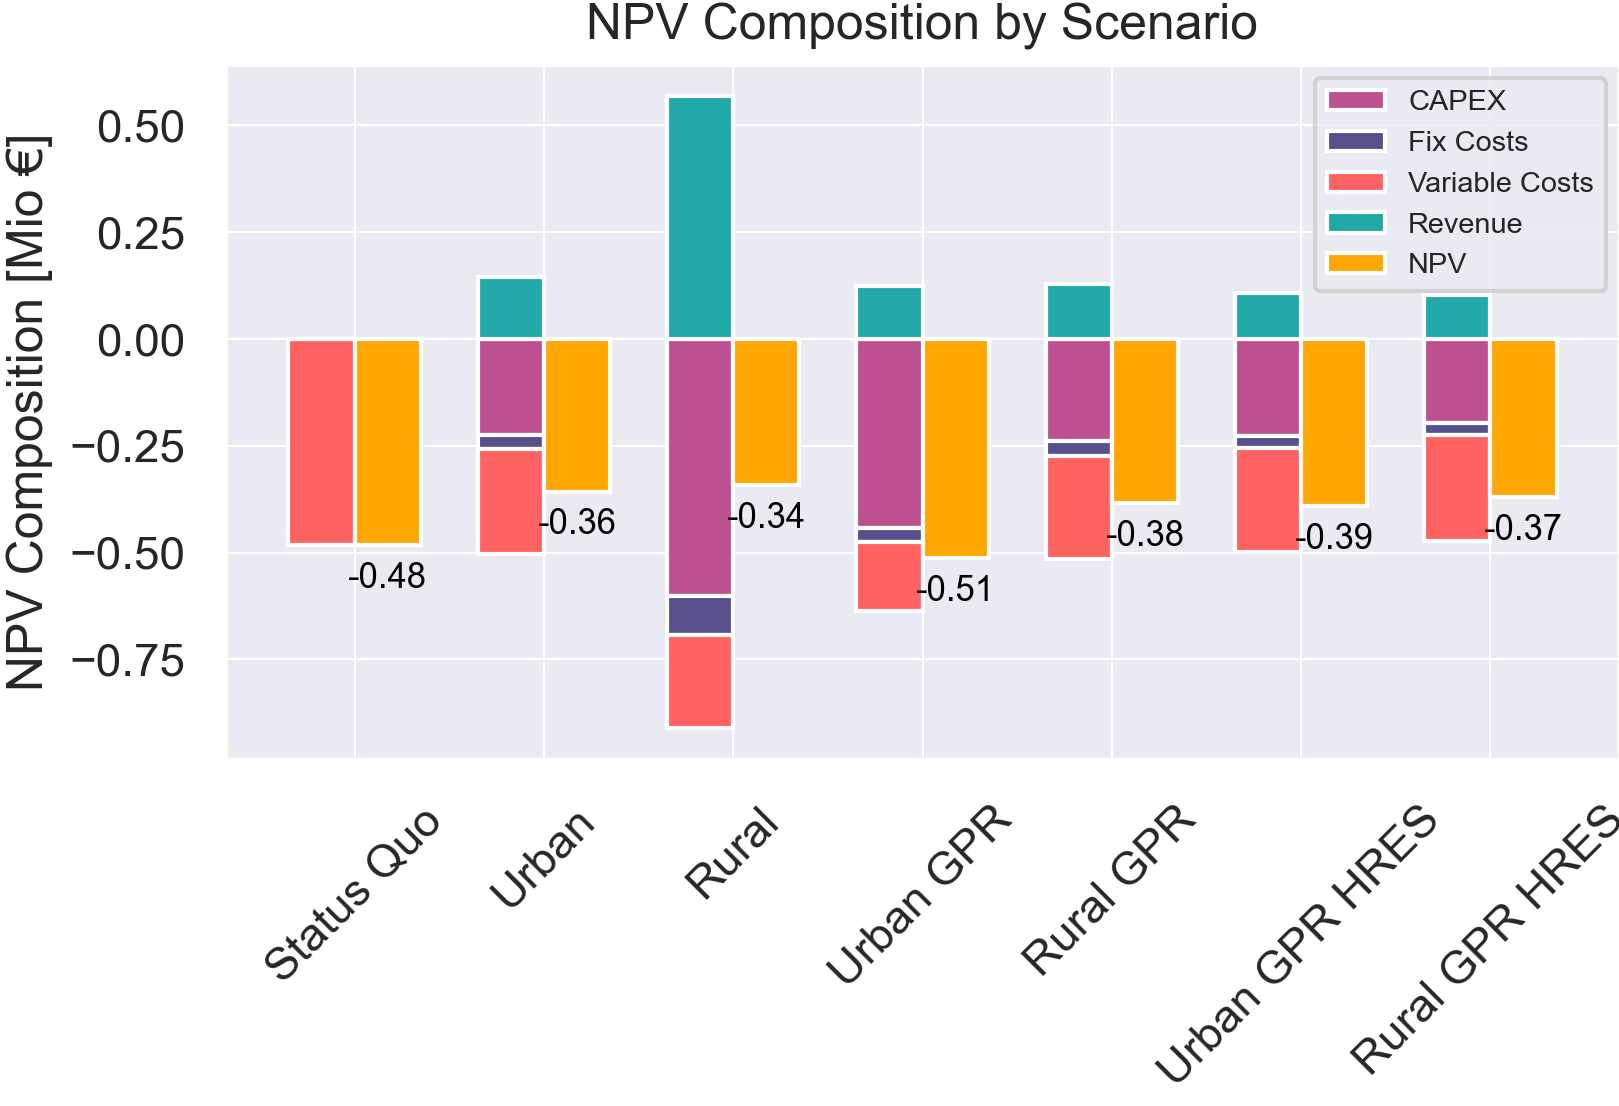 NPV Composition by Scenario
NPV Composition [Mio €]
0.50
0.25
0.00
−0.25
−0.50
−0.75
CAPEX
Fix Costs
Variable Costs
Revenue
NPV
-0.48
-0.36
-0.34
-0.51
-0.38
-0.39
-0.37
Status Quo
Urban
Rural
Urban GPR
Rural GPR
Urban GPR HRES
Rural GPR HRES